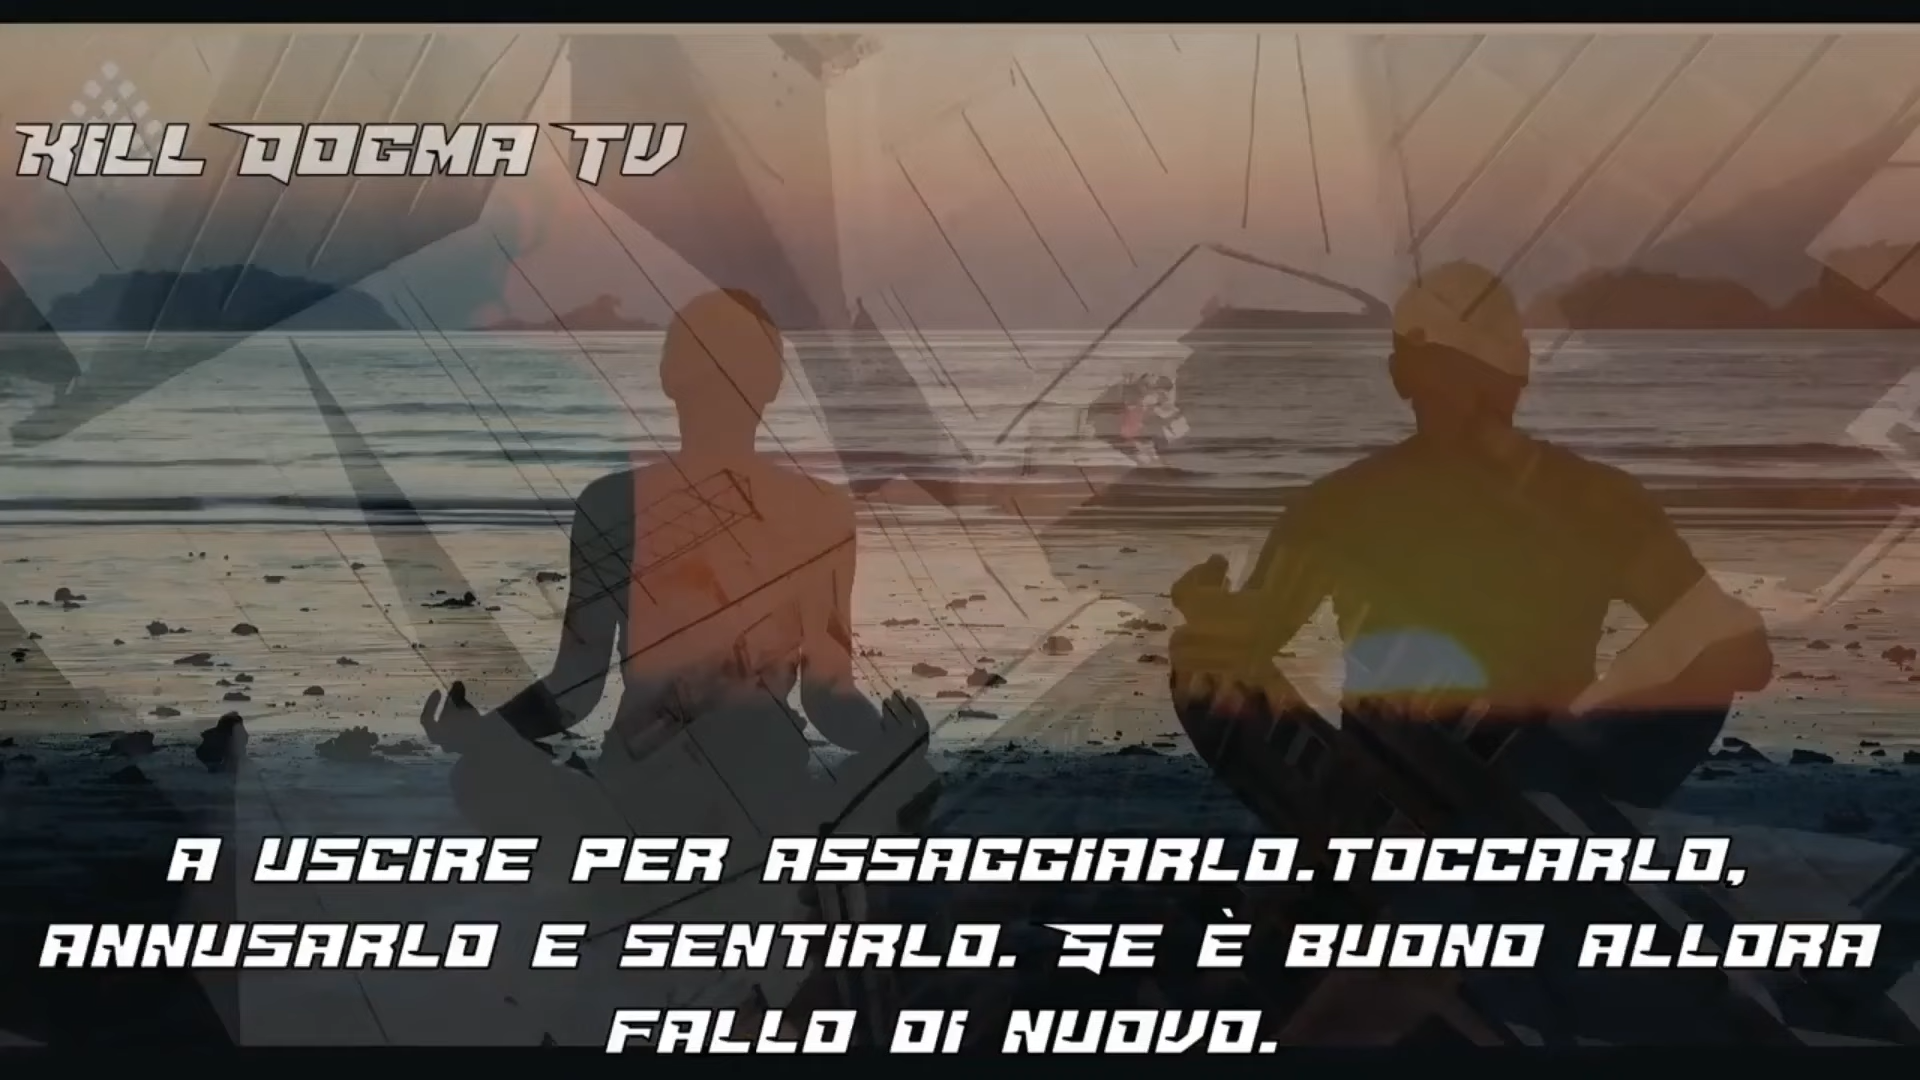 KiLL DOGMA TV
A USCiRE PER ASSAGGiARLO.TOCCARLO,
ANNUSARLO E SENTiRLO. SE È BUONO ALLORA
FALLO Di NUOVO.